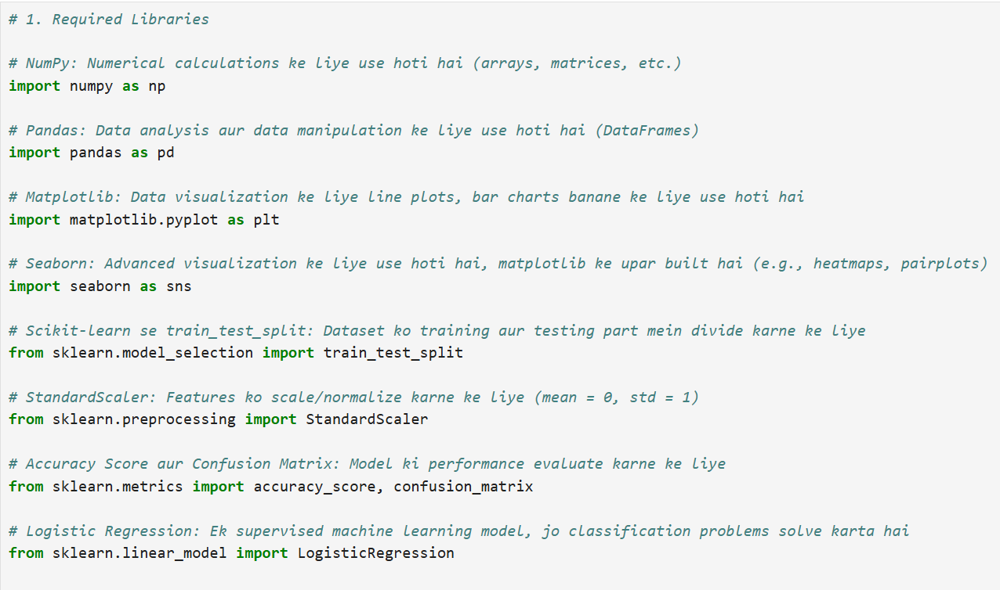 # 1. Required Libraries
# NumPy: Numerical calculations ke liye use hoti hai (arrays, matrices, etc.)
import numpy as np
# Pandas: Data analysis aur data manipulation ke liye use hoti hai (DataFrames)
import pandas as pd
# Matplotlib: Data visualization ke liye line plots, bar charts banane ke liye use hoti hai
import matplotlib.pyplot as plt
# Seaborn: Advanced visualization ke liye use hoti hai, matplotlib ke upar built hai (e.g., heatmaps, pairplots)
import seaborn as sns
# Scikit-learn se train_test_split: Dataset ko training aur testing part mein divide karne ke liye
from sklearn.model_selection import train_test_split
# StandardScaler: Features ko scale/normalize karne ke liye (mean = 0, std = 1)
from sklearn.preprocessing import StandardScaler
# Accuracy Score aur Confusion Matrix: Model ki performance evaluate karne ke liye
from sklearn.metrics import accuracy_score, confusion_matrix
# Logistic Regression: Ek supervised machine learning model, jo classification problems solve karta hai
from sklearn.linear_model import LogisticRegression